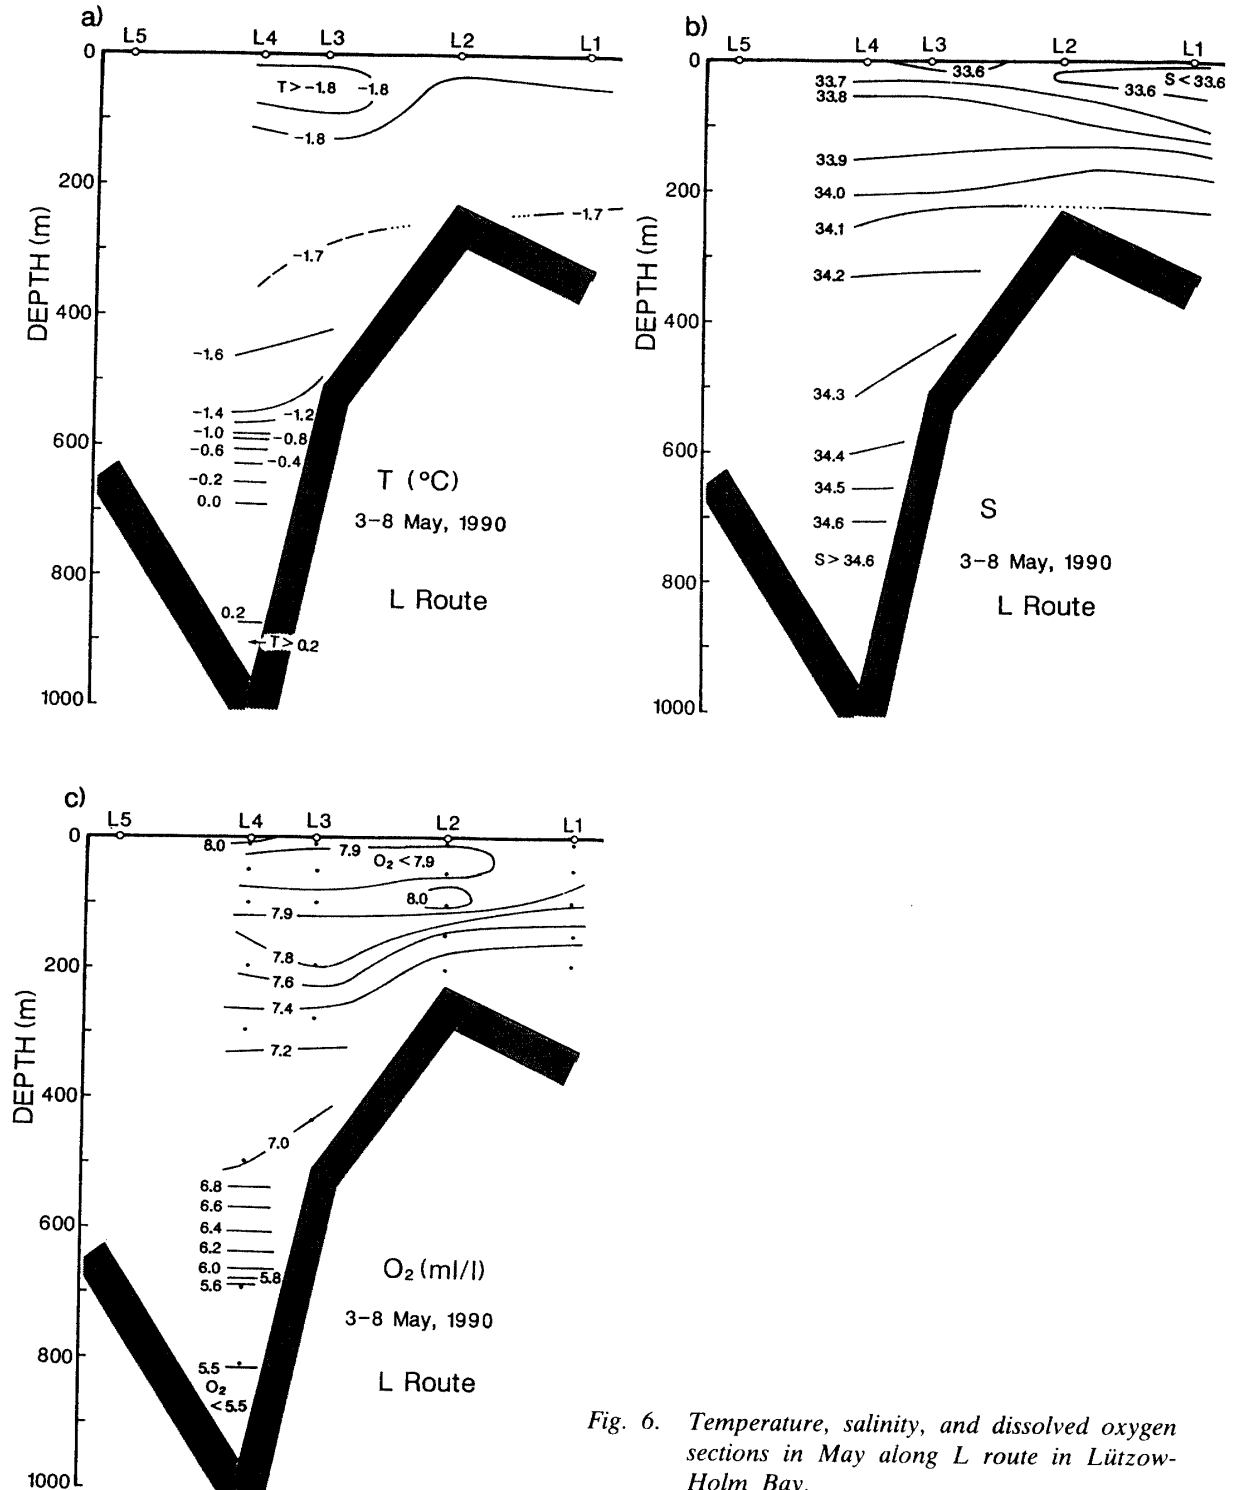 a)
L5 L4 L3 L2 L1
0
T>-1.8 -1.8
-1.8
200
-1.7
-1.7
DEPTH (m)
400
-1.6
-1.4 -1.2
-1.0 -0.8
600
-0.6 -0.4
-0.2
0.0
T (°C)
3-8 May, 1990
800
L Route
0.2
T>0.2
1000
b)
L5 L4 L3 L2 L1
0
33.6 S<33.6
33.7 33.6
33.8
33.9
200
34.0
34.1
DEPTH (m)
34.2
400
34.3
600
34.4
34.5
34.6
S
S>34.6
3-8 May, 1990
800
L Route
1000
c)
L5 L4 L3 L2 L1
0
8.0 7.9
O₂<7.9
8.0
7.9
7.8
200
7.6
7.4
DEPTH (m)
7.2
400
7.0
6.8
6.6
600
6.4
6.2
6.0 5.8
5.6
O₂ (ml/l)
3-8 May, 1990
800
5.5
L Route
O₂
<5.5
1000
Fig. 6. Temperature, salinity, and dissolved oxygen
sections in May along L route in Lützow-
Holm Bay.